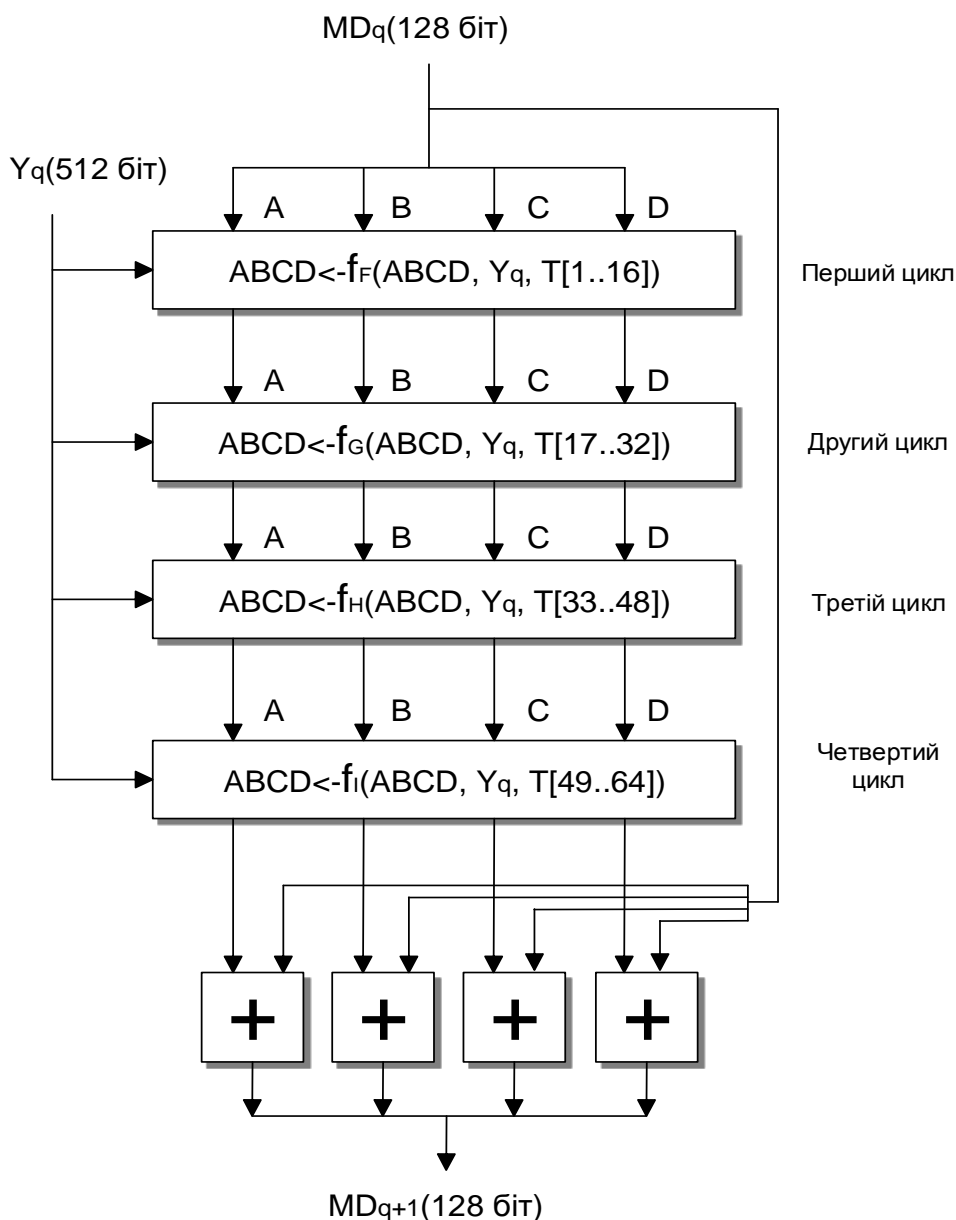 MDq(128 біт)
Yq(512 біт)
A B C D
ABCD<-fF(ABCD, Yq, T[1..16])
Перший цикл
A B C D
ABCD<-fG(ABCD, Yq, T[17..32])
Другий цикл
A B C D
ABCD<-fH(ABCD, Yq, T[33..48])
Третій цикл
A B C D
ABCD<-fI(ABCD, Yq, T[49..64])
Четвертий
цикл
+ + + +
MDq+1(128 біт)